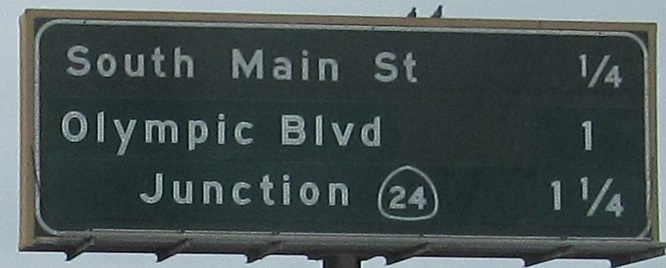 South Main St 1/4
Olympic Blvd 1
Junction 24 1 1/4